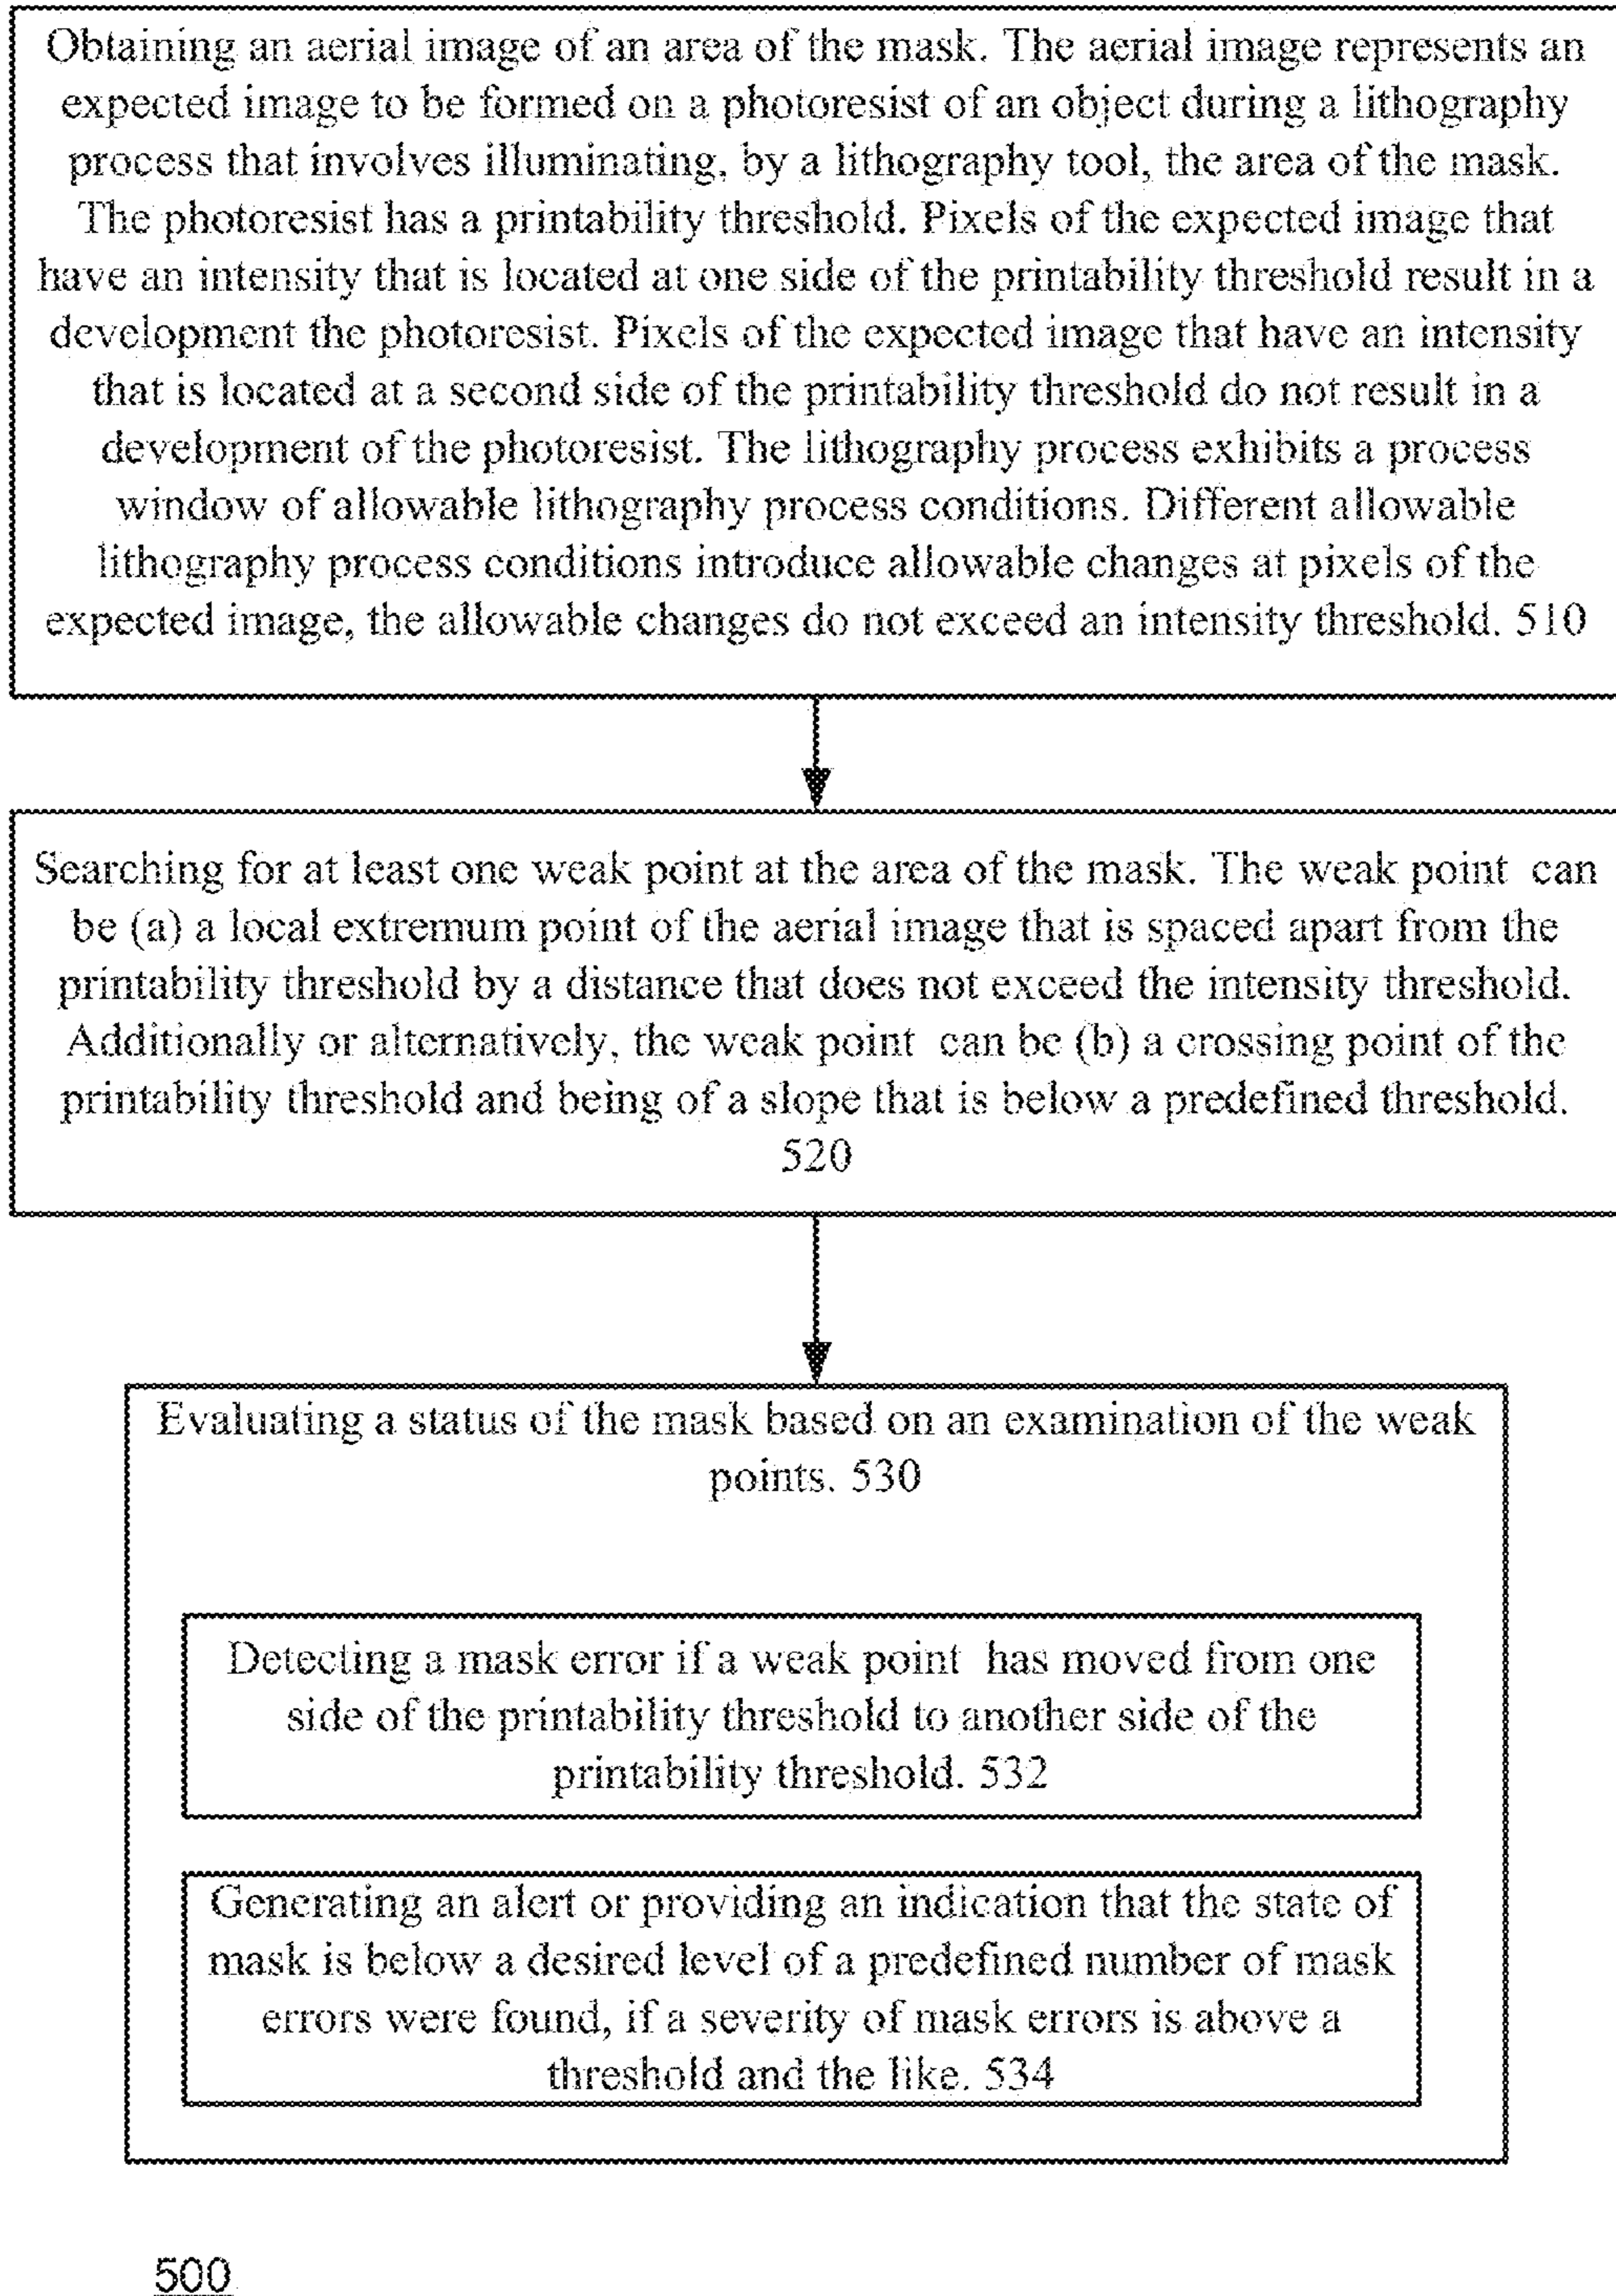 Obtaining an aerial image of an area of the mask. The aerial image represents an
expected image to be formed on a photoresist of an object during a lithography
process that involves illuminating, by a lithography tool, the area of the mask.
The photoresist has a printability threshold. Pixels of the expected image that
have an intensity that is located at one side of the printability threshold result in a
development the photoresist. Pixels of the expected image that have an intensity
that is located at a second side of the printability threshold do not result in a
development of the photoresist. The lithography process exhibits a process
window of allowable lithography process conditions. Different allowable
lithography process conditions introduce allowable changes at pixels of the
expected image, the allowable changes do not exceed an intensity threshold. 510
Searching for at least one weak point at the area of the mask. The weak point can
be (a) a local extremum point of the aerial image that is spaced apart from the
printability threshold by a distance that does not exceed the intensity threshold.
Additionally or alternatively, the weak point can be (b) a crossing point of the
printability threshold and being of a slope that is below a predefined threshold.
520
Evaluating a status of the mask based on an examination of the weak
points. 530
Detecting a mask error if a weak point has moved from one
side of the printability threshold to another side of the
printability threshold. 532
Generating an alert or providing an indication that the state of
mask is below a desired level of a predefined number of mask
errors were found, if a severity of mask errors is above a
threshold and the like. 534
500